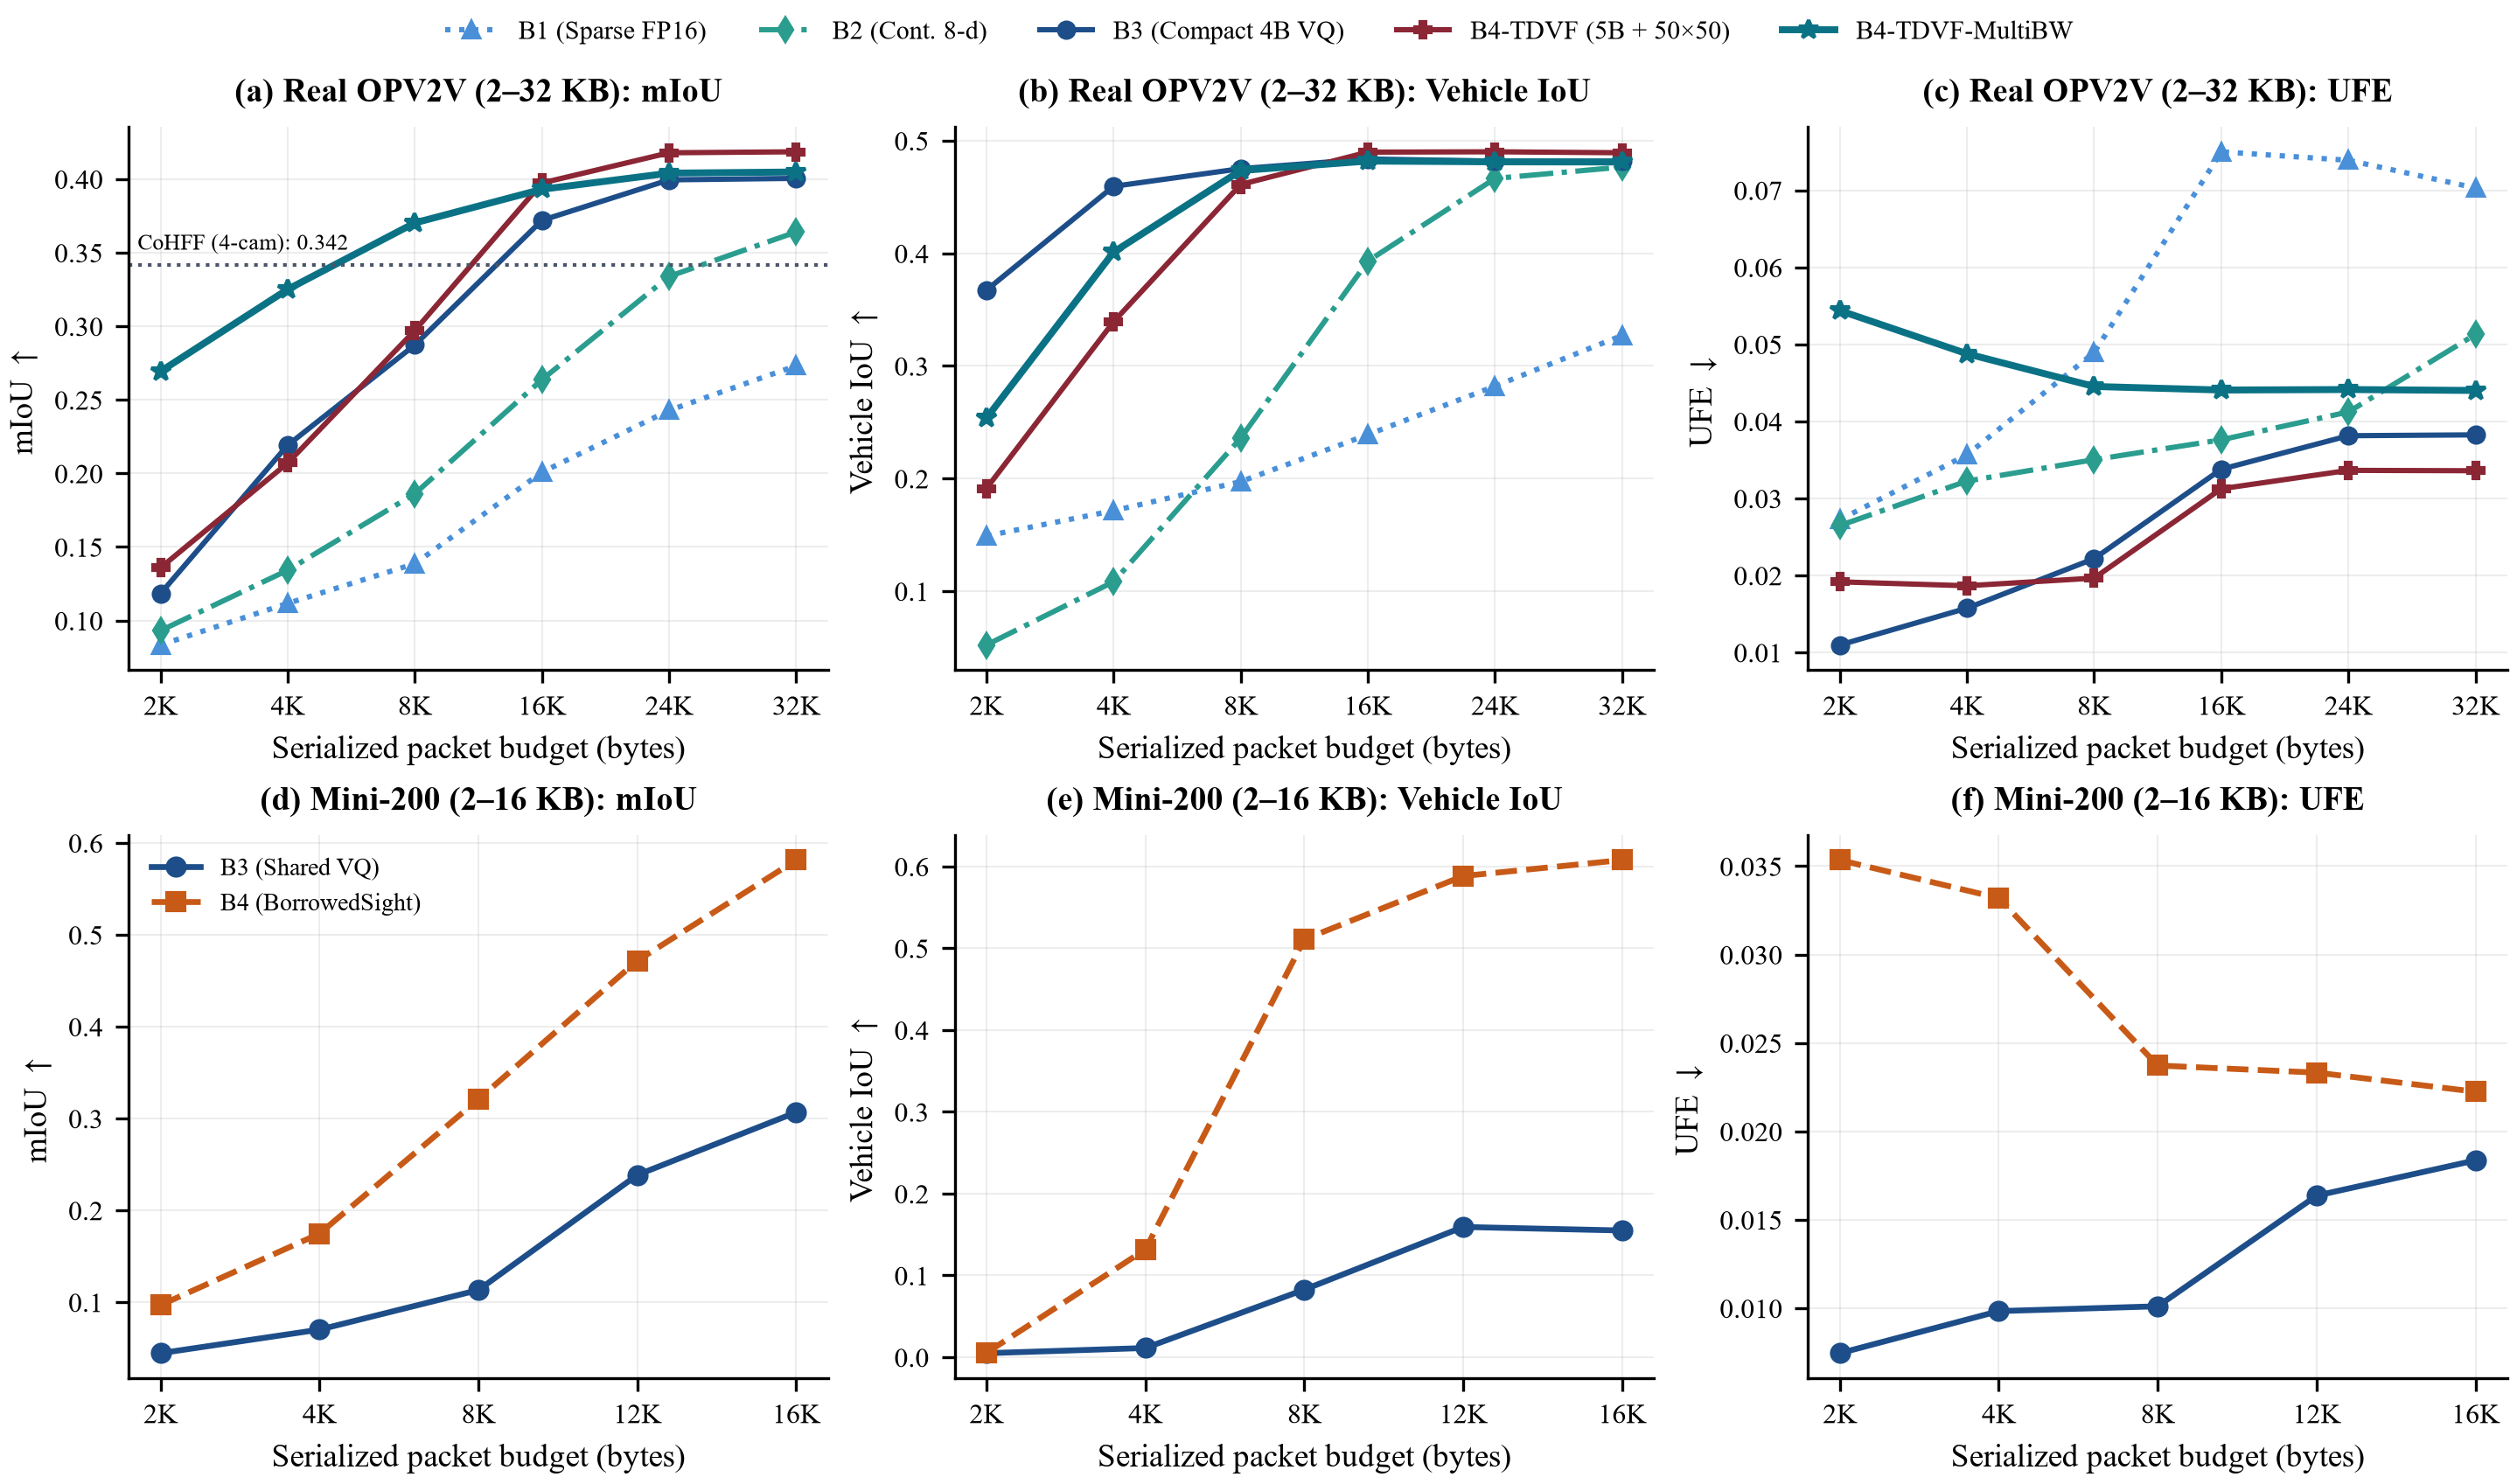 B1 (Sparse FP16) B2 (Cont. 8-d) B3 (Compact 4B VQ) B4-TDVF (5B + 50×50) B4-TDVF-MultiBW
(a) Real OPV2V (2–32 KB): mIoU
mIoU ↑
0.40
0.35
0.30
0.25
0.20
0.15
0.10
CoHFF (4-cam): 0.342
2K 4K 8K 16K 24K 32K
Serialized packet budget (bytes)
(b) Real OPV2V (2–32 KB): Vehicle IoU
Vehicle IoU ↑
0.5
0.4
0.3
0.2
0.1
2K 4K 8K 16K 24K 32K
Serialized packet budget (bytes)
(c) Real OPV2V (2–32 KB): UFE
UFE ↓
0.07
0.06
0.05
0.04
0.03
0.02
0.01
2K 4K 8K 16K 24K 32K
Serialized packet budget (bytes)
(d) Mini-200 (2–16 KB): mIoU
mIoU ↑
0.6
0.5
0.4
0.3
0.2
0.1
B3 (Shared VQ)
B4 (BorrowedSight)
2K 4K 8K 12K 16K
Serialized packet budget (bytes)
(e) Mini-200 (2–16 KB): Vehicle IoU
Vehicle IoU ↑
0.6
0.5
0.4
0.3
0.2
0.1
0.0
2K 4K 8K 12K 16K
Serialized packet budget (bytes)
(f) Mini-200 (2–16 KB): UFE
UFE ↓
0.035
0.030
0.025
0.020
0.015
0.010
2K 4K 8K 12K 16K
Serialized packet budget (bytes)